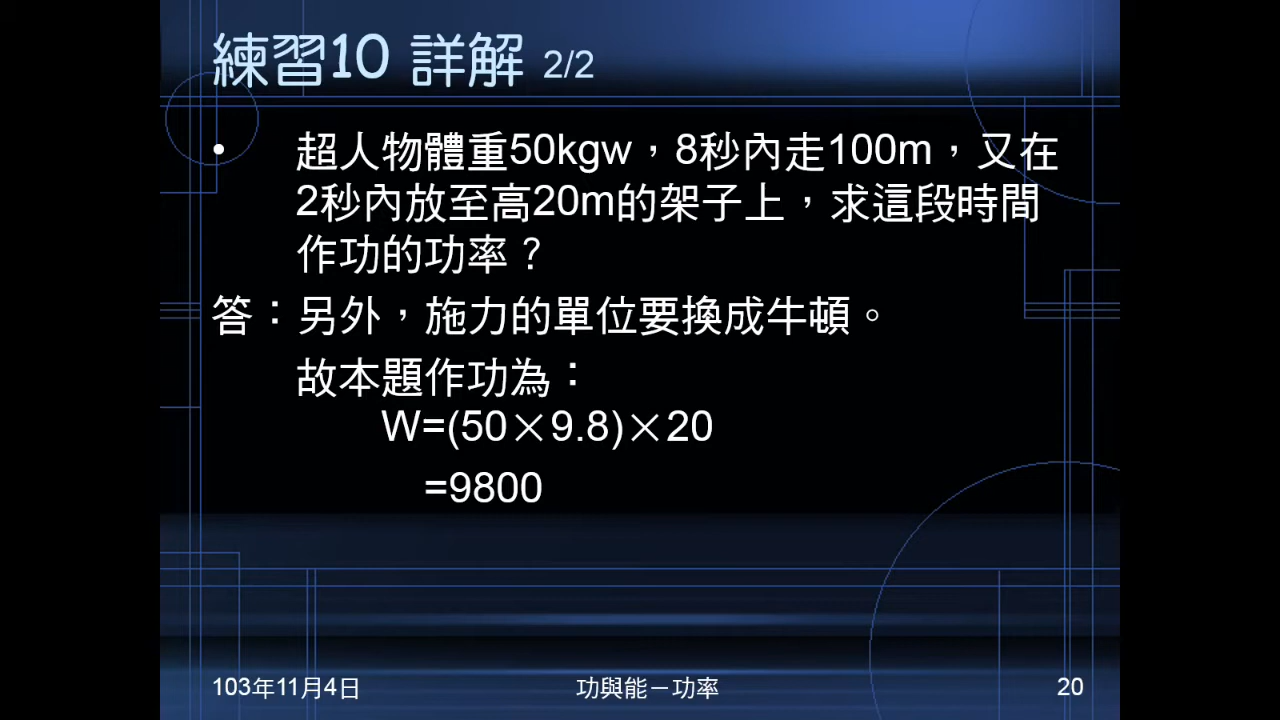 練習10 詳解 2/2
• 超人物體重50kgw，8秒內走100m，又在
2秒內放至高20m的架子上，求這段時間
作功的功率？
答：另外，施力的單位要換成牛頓。
故本題作功為：
W=(50×9.8)×20
=9800
103年11月4日 功與能－功率 20